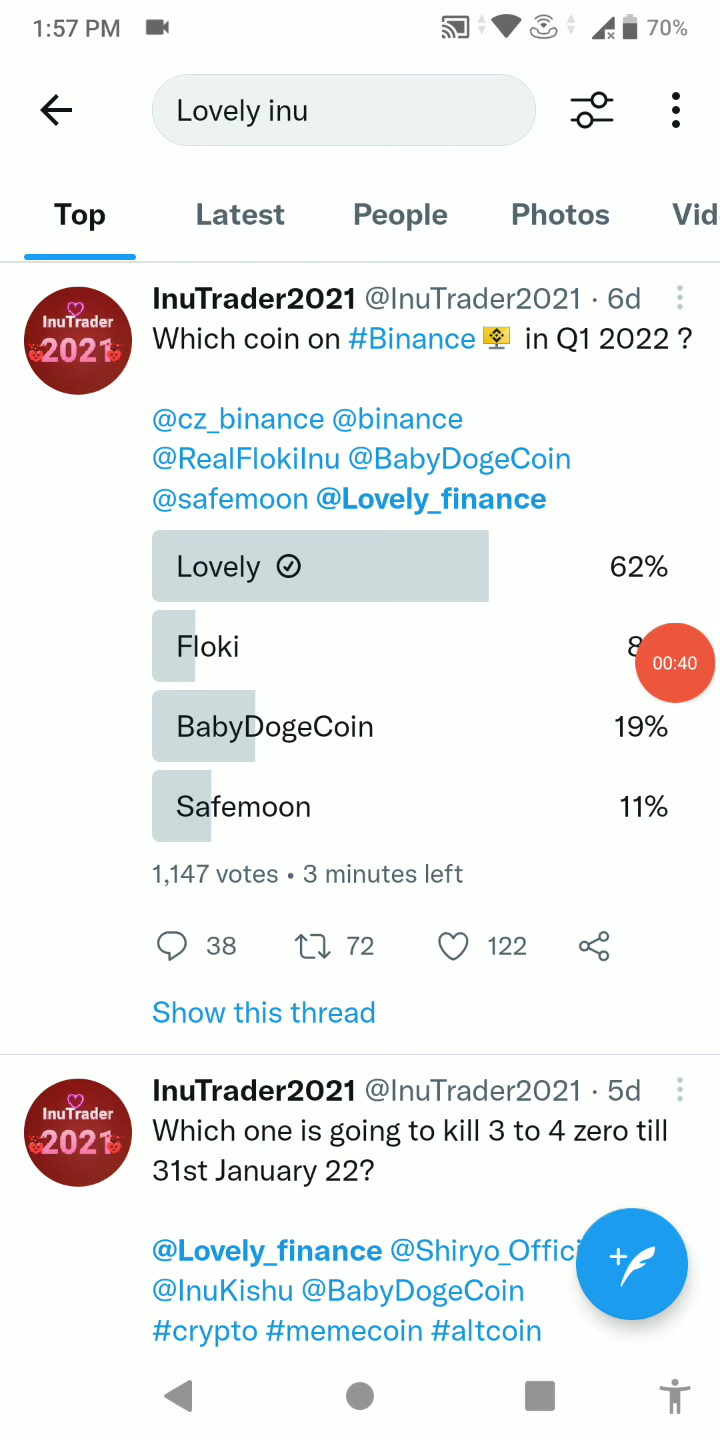 1:57 PM
70%
Lovely inu
Top Latest People Photos Vid
InuTrader2021 @InuTrader2021 · 6d
InuTrader
2021
Which coin on #Binance in Q1 2022 ?
@cz_binance @binance
@RealFlokiInu @BabyDogeCoin
@safemoon @Lovely_finance
Lovely 62%
Floki 8
00:40
BabyDogeCoin 19%
Safemoon 11%
1,147 votes • 3 minutes left
38 72 122
Show this thread
InuTrader2021 @InuTrader2021 · 5d
InuTrader
2021
Which one is going to kill 3 to 4 zero till
31st January 22?
@Lovely_finance @Shiryo_Offici
@InuKishu @BabyDogeCoin
#crypto #memecoin #altcoin